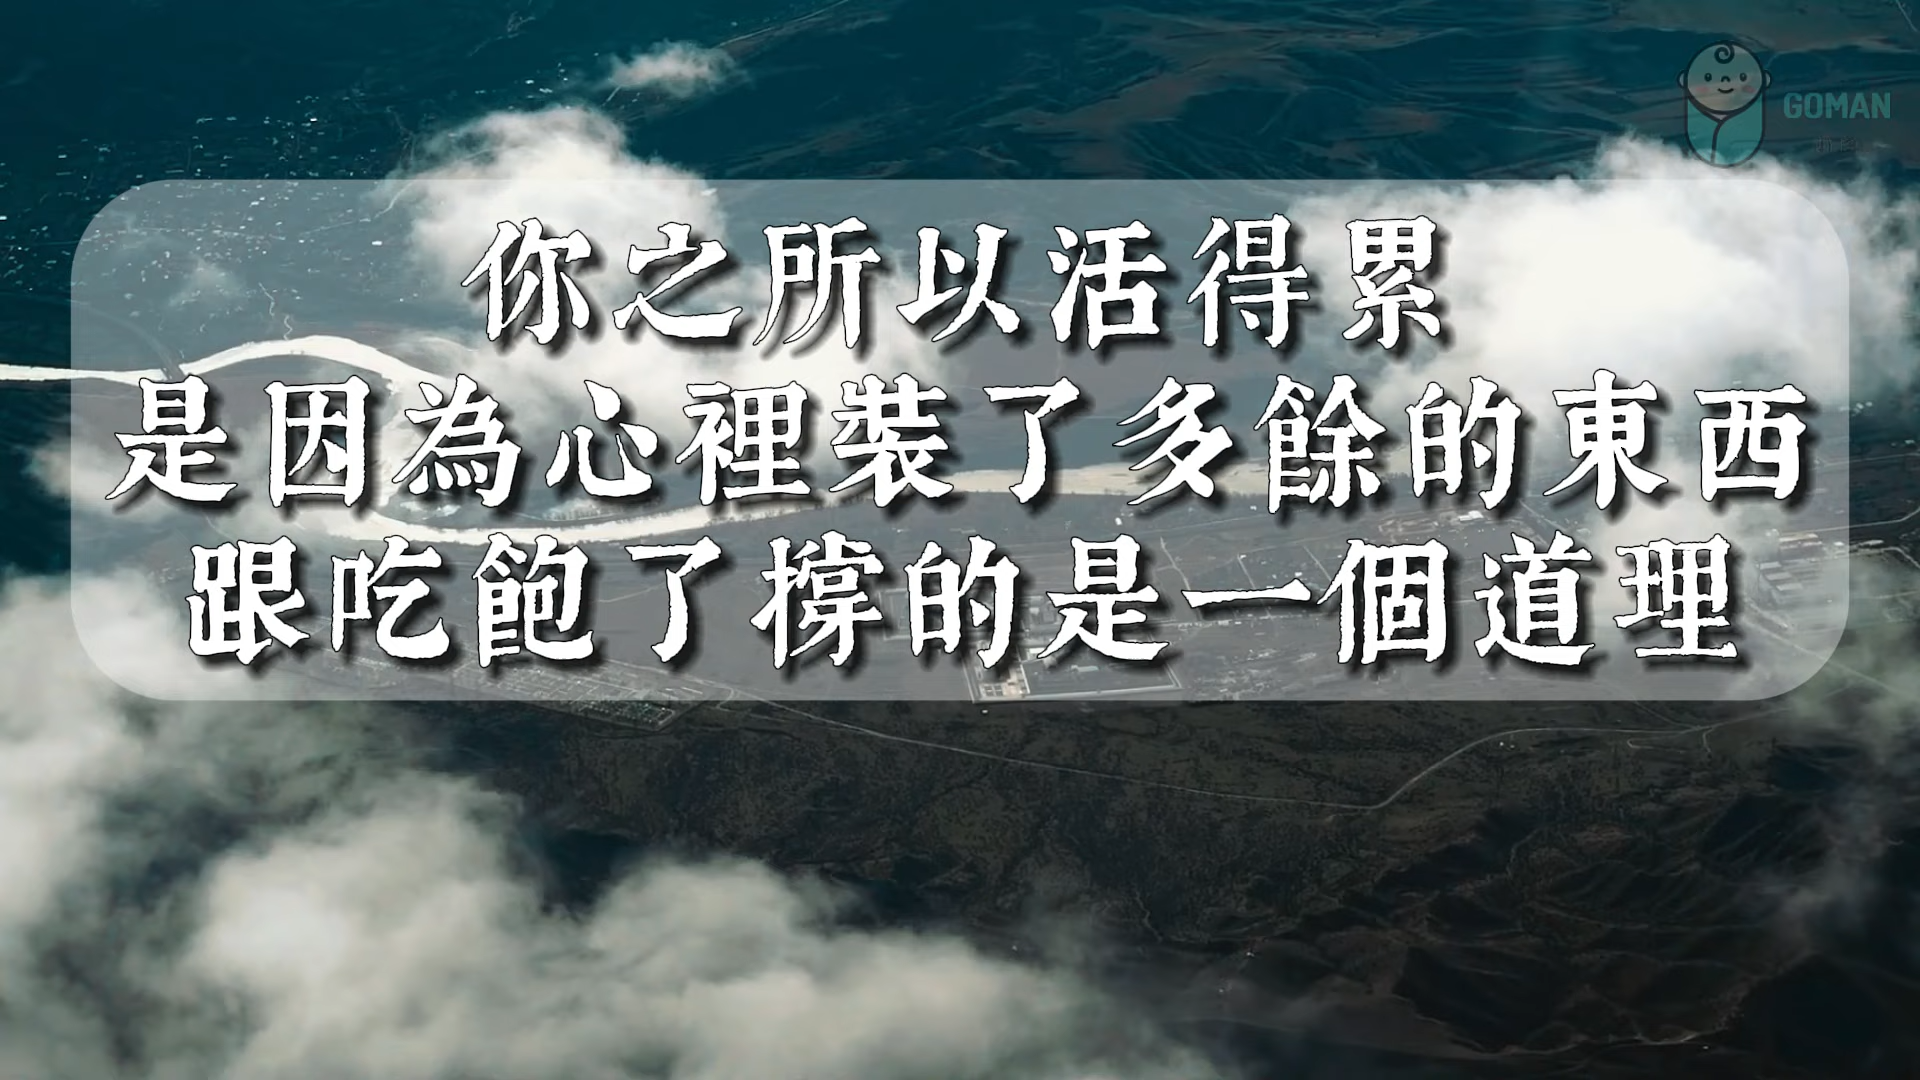 GOMAN
你之所以活得累
是因為心裡裝了多餘的東西
跟吃飽了撐的是一個道理